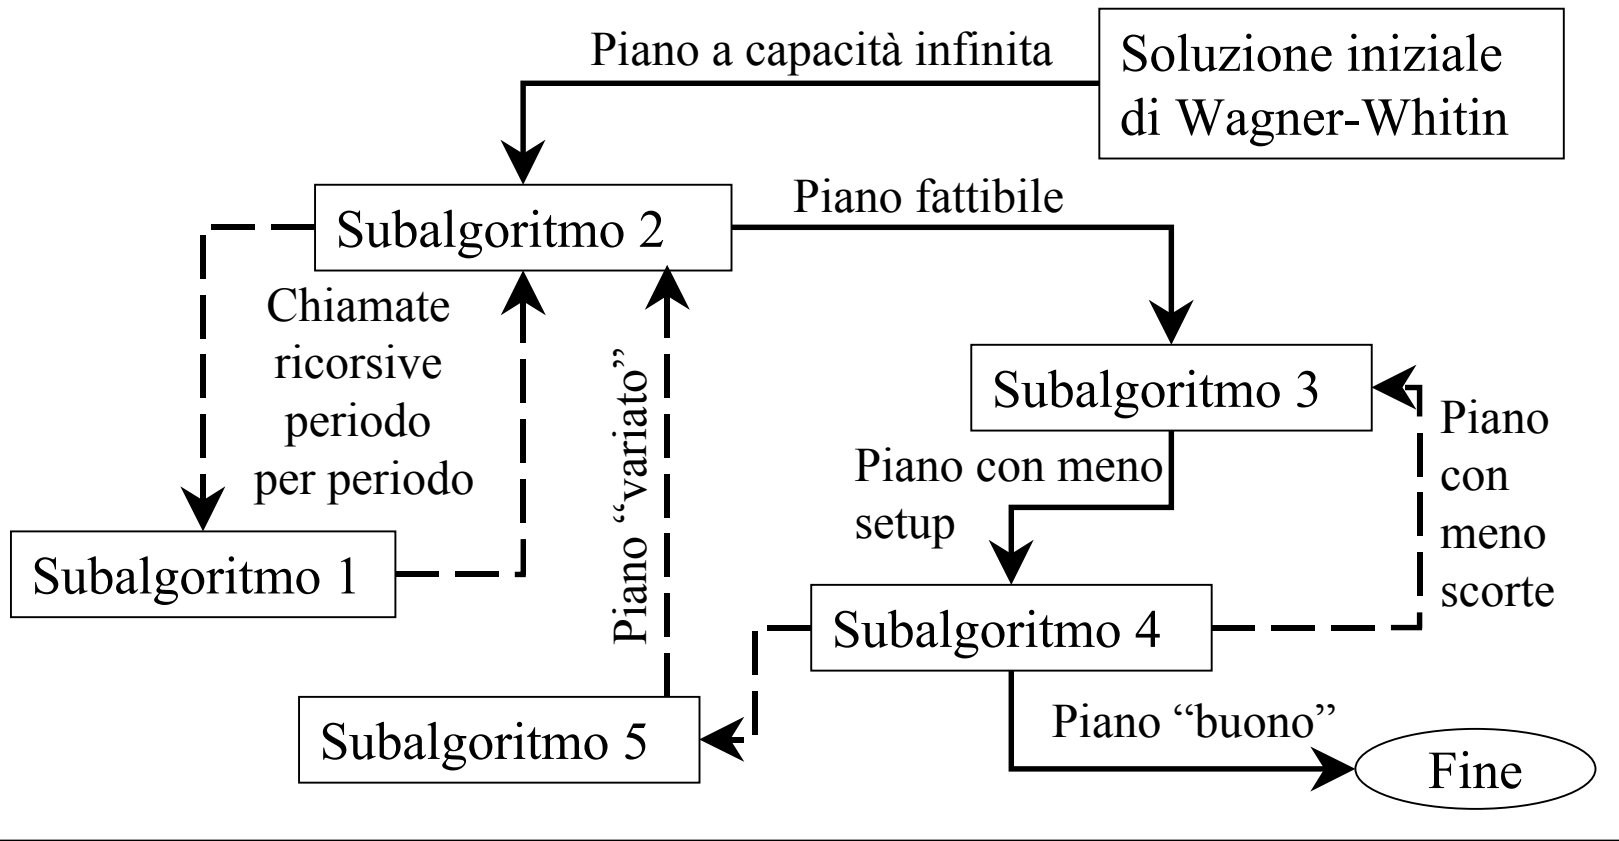 Piano a capacità infinita
Soluzione iniziale
di Wagner-Whitin
Subalgoritmo 2
Piano fattibile
Chiamate
ricorsive
periodo
per periodo
Piano “variato”
Subalgoritmo 3
Piano
con
meno
scorte
Piano con meno
setup
Subalgoritmo 1
Subalgoritmo 4
Subalgoritmo 5
Piano “buono”
Fine